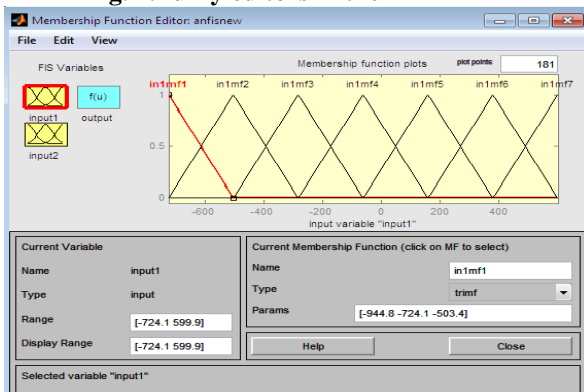 Membership Function Editor: anfisnew
File Edit View
FIS Variables
Membership function plots
plot points:
181
in1mf1 in1mf2 in1mf3 in1mf4 in1mf5 in1mf6 in1mf7
f(u)
input1 output
input2
1
0.5
0
-600 -400 -200 0 200 400
input variable "input1"
Current Variable
Name input1
Type input
Range [-724.1 599.9]
Display Range [-724.1 599.9]
Current Membership Function (click on MF to select)
Name in1mf1
Type trimf
Params [-944.8 -724.1 -503.4]
Help Close
Selected variable "input1"